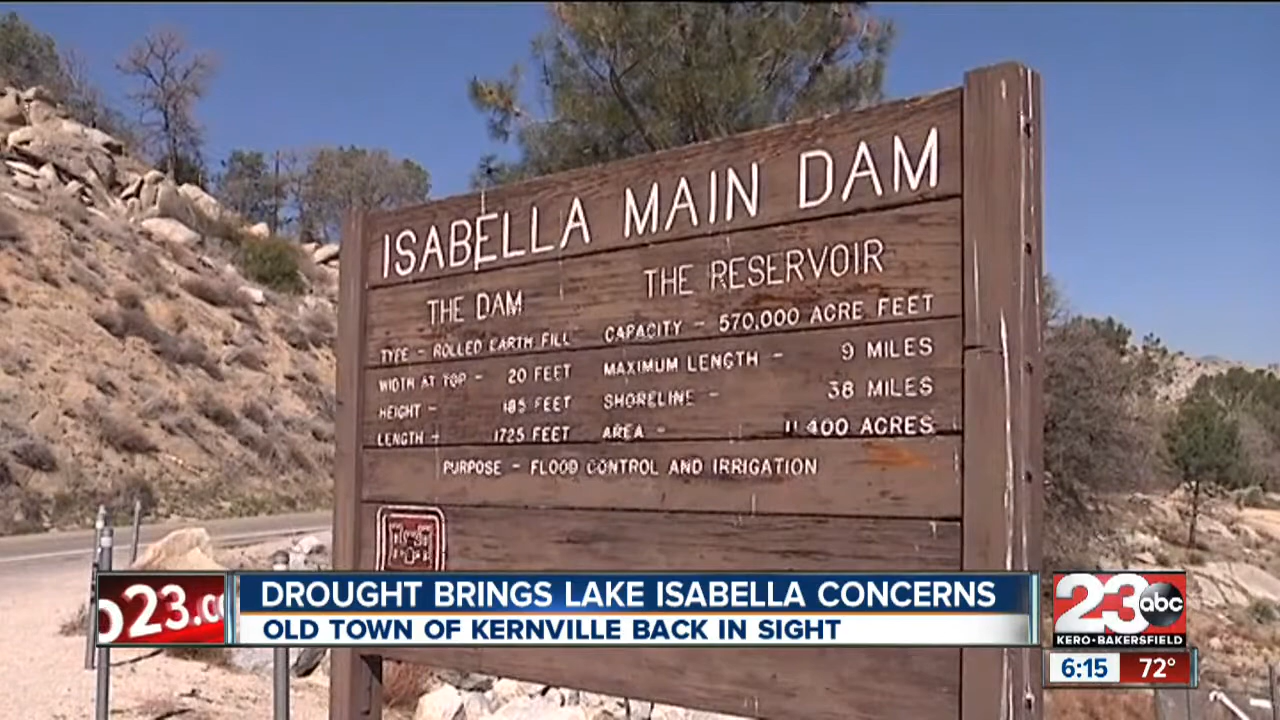 ISABELLA MAIN DAM
THE DAM
TYPE - ROLLED EARTH FILL
WIDTH AT TOP - 20 FEET
HEIGHT - 185 FEET
LENGTH - 1725 FEET
THE RESERVOIR
CAPACITY - 570,000 ACRE FEET
MAXIMUM LENGTH - 9 MILES
SHORELINE - 38 MILES
AREA - 11,400 ACRES
PURPOSE - FLOOD CONTROL AND IRRIGATION
DROUGHT BRINGS LAKE ISABELLA CONCERNS
OLD TOWN OF KERNVILLE BACK IN SIGHT
23 abc
KERO-BAKERSFIELD
6:15 72°